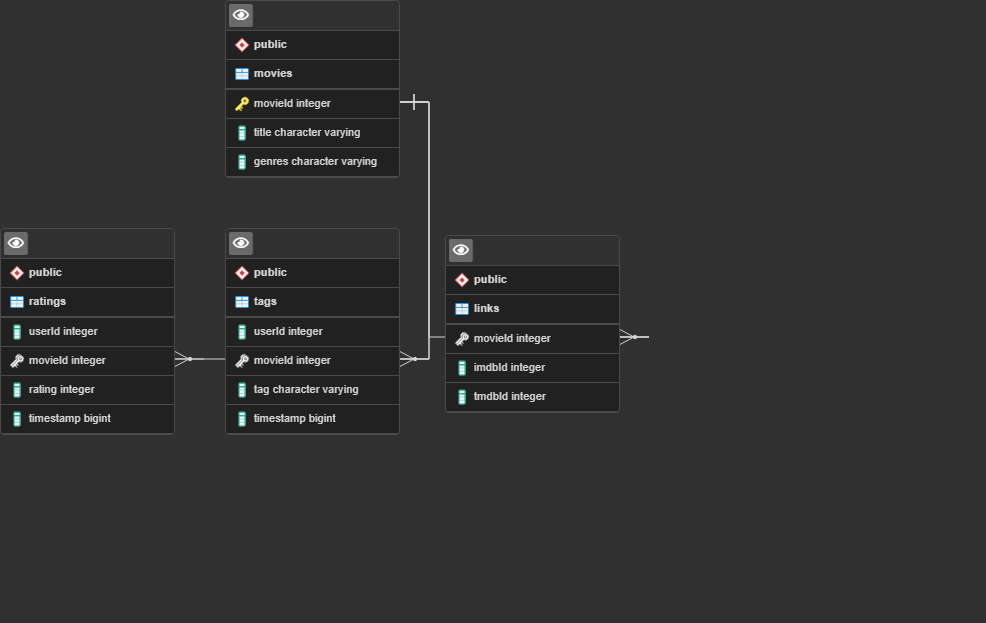 public
movies
movieId integer
title character varying
genres character varying
public
ratings
userId integer
movieId integer
rating integer
timestamp bigint
public
tags
userId integer
movieId integer
tag character varying
timestamp bigint
public
links
movieId integer
imdbId integer
tmdbId integer